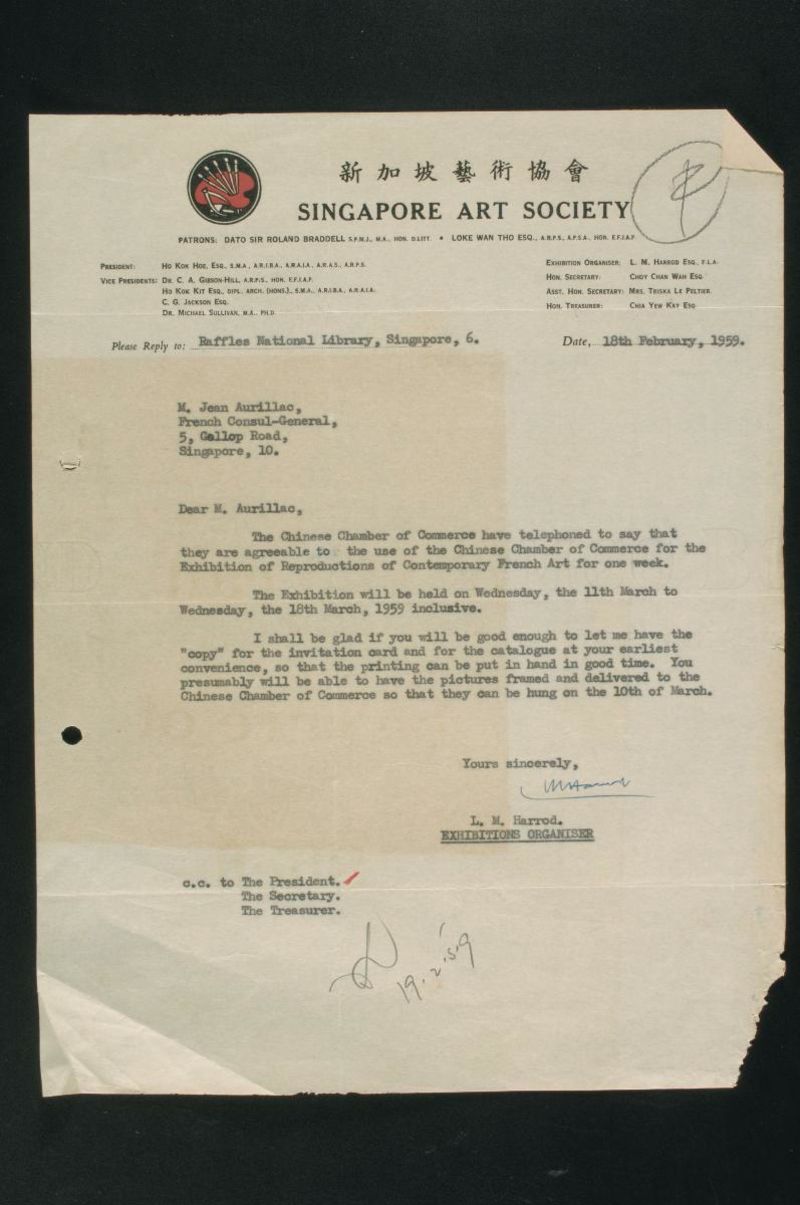 新加坡藝術協會
SINGAPORE ART SOCIETY
PATRONS: DATO SIR ROLAND BRADDELL S.P.M.J., M.A., HON. D.LITT. • LOKE WAN THO ESQ., A.R.P.S., A.P.S.A., HON. E.F.I.A.P.
PRESIDENT: HO KOK HOE, ESQ., S.M.A., A.R.I.B.A., A.R.A.I.A., A.R.A.S., A.R.P.S.
VICE PRESIDENTS: DR. C. A. GIBSON-HILL, A.R.P.S., HON. E.F.I.A.P.
HO KOK KIT ESQ., DIPL. ARCH. (HONS.)., S.M.A., A.R.I.B.A., A.R.A.I.A.
C. G. JACKSON ESQ.
DR. MICHAEL SULLIVAN, M.A., PH.D.
EXHIBITION ORGANISER: L. M. HARROD ESQ., F.L.A.
HON. SECRETARY: CHOY CHAN WAH ESQ.
ASST. HON. SECRETARY: MRS. TRISKA LE PELTIER
HON. TREASURER: CHIA YEW KAY ESQ.
Please Reply to: Raffles National Library, Singapore, 6.
Date, 18th February, 1959.
M. Jean Aurillac,
French Consul-General,
5, Gallop Road,
Singapore, 10.
Dear M. Aurillac,
The Chinese Chamber of Commerce have telephoned to say that
they are agreeable to the use of the Chinese Chamber of Commerce for the
Exhibition of Reproductions of Contemporary French Art for one week.
The Exhibition will be held on Wednesday, the 11th March to
Wednesday, the 18th March, 1959 inclusive.
I shall be glad if you will be good enough to let me have the
"copy" for the invitation card and for the catalogue at your earliest
convenience, so that the printing can be put in hand in good time. You
presumably will be able to have the pictures framed and delivered to the
Chinese Chamber of Commerce so that they can be hung on the 10th of March.
Yours sincerely,
L. M. Harrod.
EXHIBITIONS ORGANISER
c.c. to The President.
The Secretary.
The Treasurer.
19.2.59